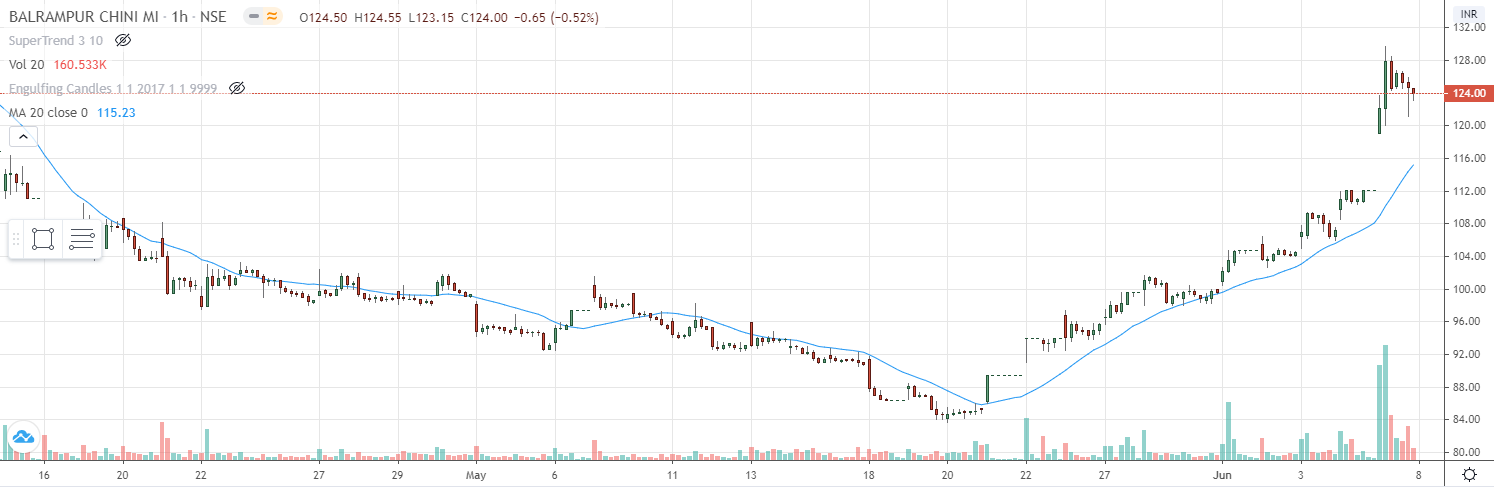 BALRAMPUR CHINI MI · 1h · NSE O124.50 H124.55 L123.15 C124.00 −0.65 (−0.52%)
SuperTrend 3 10
Vol 20 160.533K
Engulfing Candles 1 1 2017 1 1 9999
MA 20 close 0 115.23
INR
132.00
128.00
124.00
120.00
116.00
112.00
108.00
104.00
100.00
96.00
92.00
88.00
84.00
80.00
16 20 22 27 29 May 6 11 13 18 20 22 27 Jun 3 8